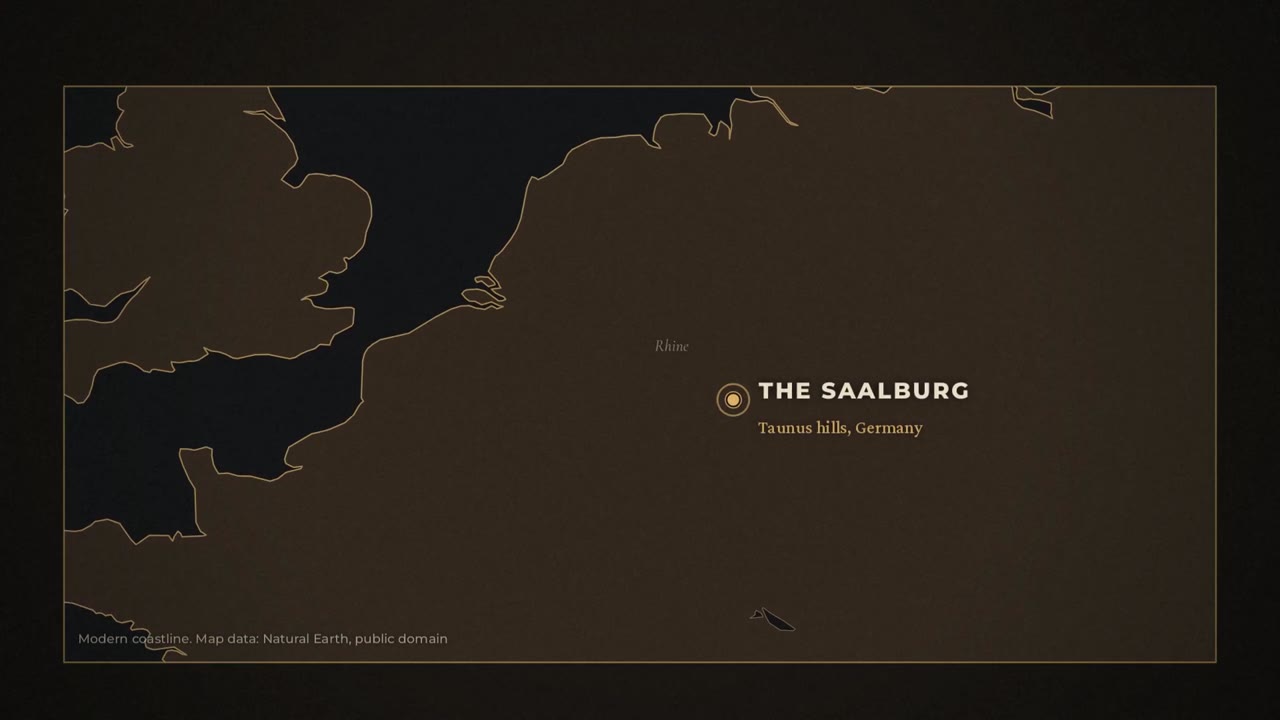 Rhine
THE SAALBURG
Taunus hills, Germany
Modern coastline. Map data: Natural Earth, public domain